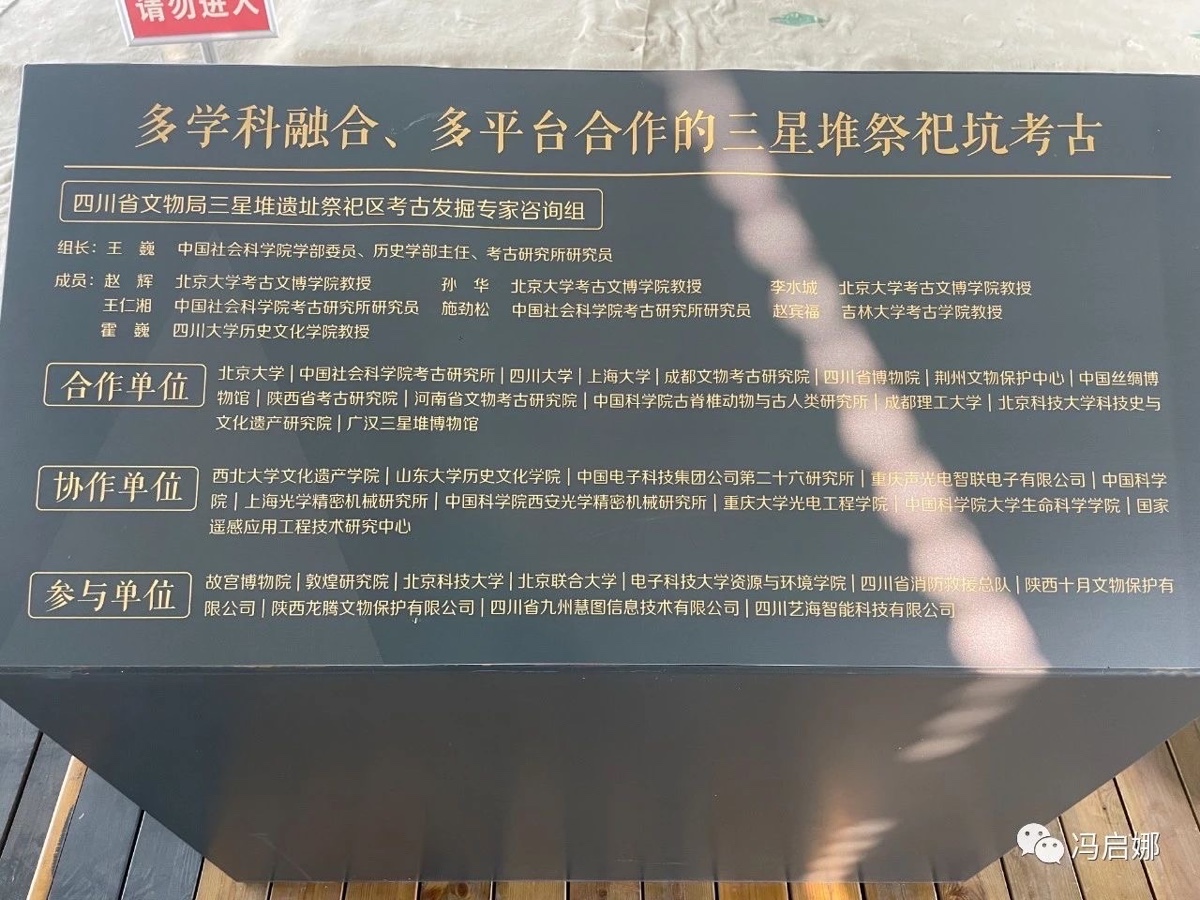 请勿进入
多学科融合、多平台合作的三星堆祭祀坑考古
四川省文物局三星堆遗址祭祀区考古发掘专家咨询组
组长：王 巍 中国社会科学院学部委员、历史学部主任、考古研究所研究员
成员：赵 辉 北京大学考古文博学院教授 孙 华 北京大学考古文博学院教授 李水城 北京大学考古文博学院教授
王仁湘 中国社会科学院考古研究所研究员 施劲松 中国社会科学院考古研究所研究员 赵宾福 吉林大学考古学院教授
霍 巍 四川大学历史文化学院教授
合作单位 北京大学|中国社会科学院考古研究所|四川大学|上海大学|成都文物考古研究院|四川省博物院|荆州文物保护中心|中国丝绸博
物馆|陕西省考古研究院|河南省文物考古研究院|中国科学院古脊椎动物与古人类研究所|成都理工大学|北京科技大学科技史与
文化遗产研究院|广汉三星堆博物馆
协作单位 西北大学文化遗产学院|山东大学历史文化学院|中国电子科技集团公司第二十六研究所|重庆声光电智联电子有限公司|中国科学
院|上海光学精密机械研究所|中国科学院西安光学精密机械研究所|重庆大学光电工程学院|中国科学院大学生命科学学院|国家
遥感应用工程技术研究中心
参与单位 故宫博物院|敦煌研究院|北京科技大学|北京联合大学|电子科技大学资源与环境学院|四川省消防救援总队|陕西十月文物保护有
限公司|陕西龙腾文物保护有限公司|四川省九州慧图信息技术有限公司|四川艺海智能科技有限公司
冯启娜